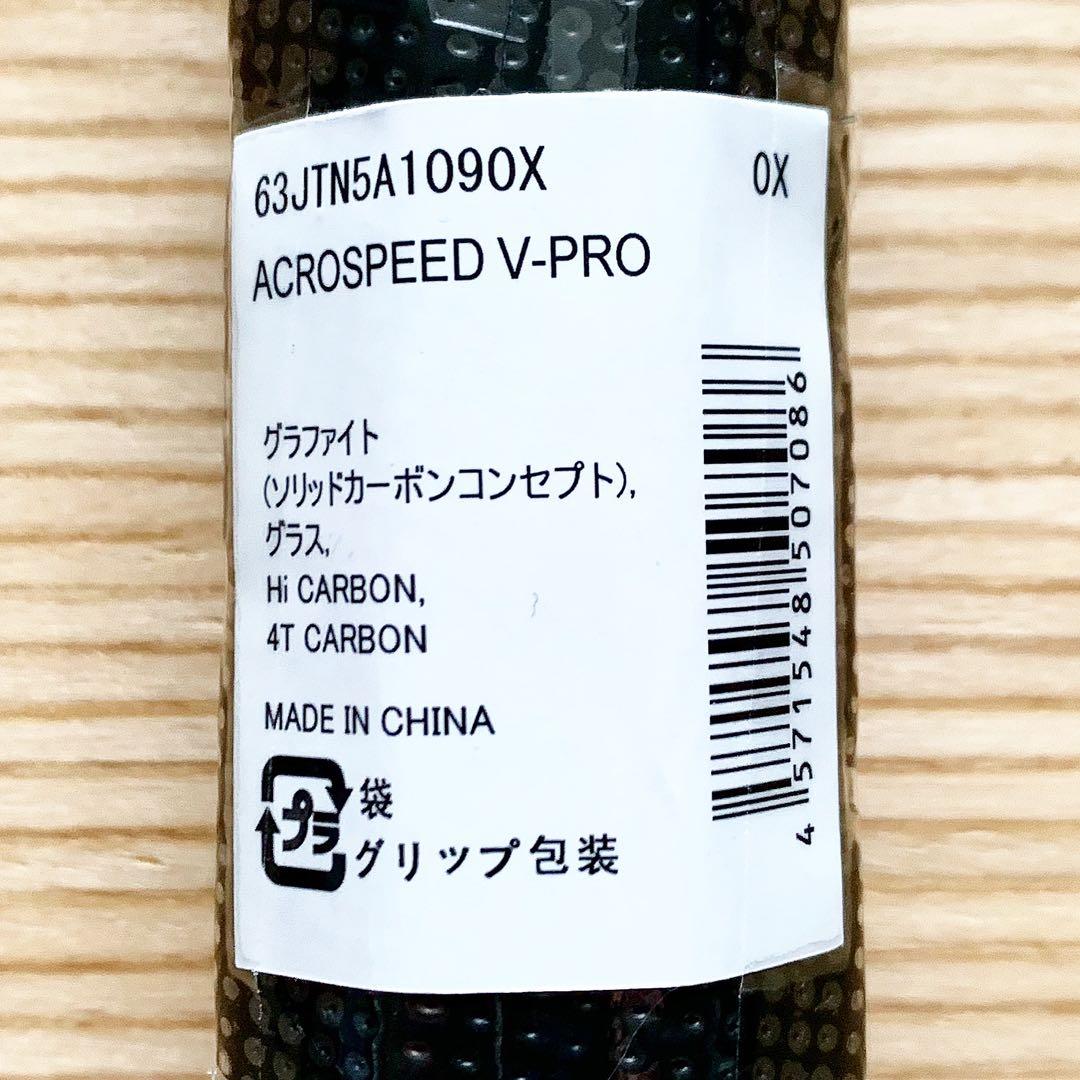 63JTN5A1090X 0X
ACROSPEED V-PRO
グラファイト
(ソリッドカーボンコンセプト),
グラス,
Hi CARBON,
4T CARBON
MADE IN CHINA
プラ
袋
グリップ包装
4571548507086